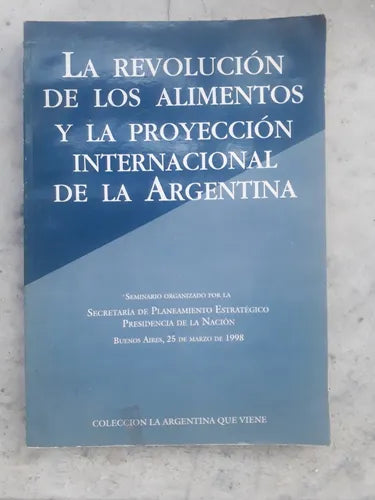 LA REVOLUCIÓN
DE LOS ALIMENTOS
Y LA PROYECCIÓN
INTERNACIONAL
DE LA ARGENTINA
SEMINARIO ORGANIZADO POR LA
SECRETARÍA DE PLANEAMIENTO ESTRATÉGICO
PRESIDENCIA DE LA NACIÓN
BUENOS AIRES, 25 DE MARZO DE 1998
COLECCION LA ARGENTINA QUE VIENE